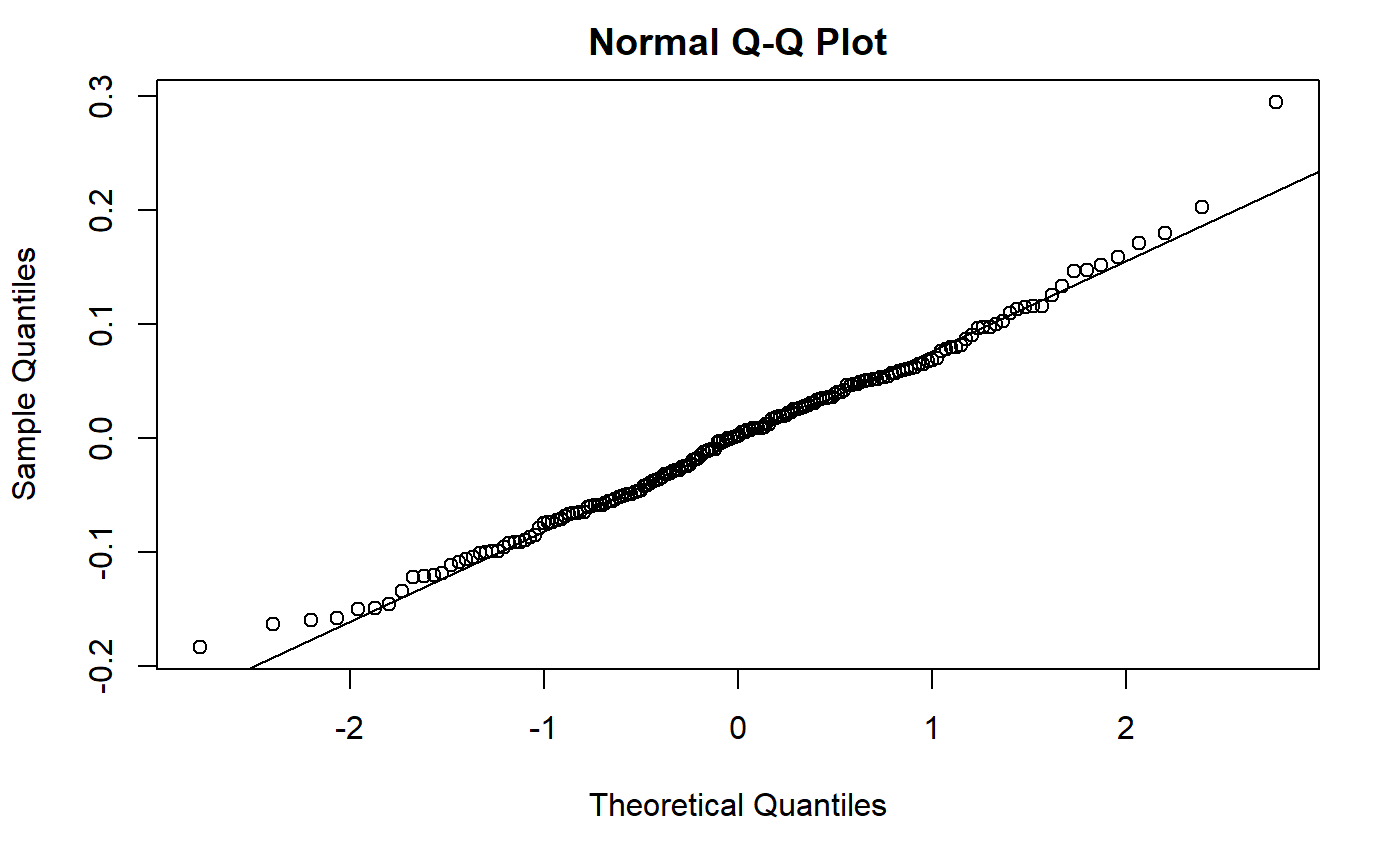 Normal Q-Q Plot
Sample Quantiles
0.3
0.2
0.1
0.0
-0.1
-0.2
-2 -1 0 1 2
Theoretical Quantiles